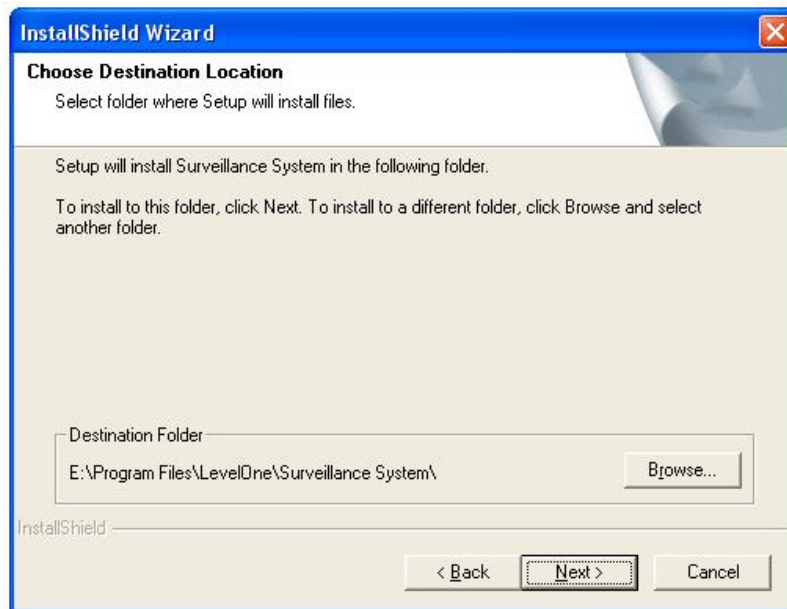 InstallShield Wizard
Choose Destination Location
Select folder where Setup will install files.
Setup will install Surveillance System in the following folder.
To install to this folder, click Next. To install to a different folder, click Browse and select
another folder.
Destination Folder
E:\Program Files\LevelOne\Surveillance System\
Browse...
InstallShield
< Back
Next >
Cancel